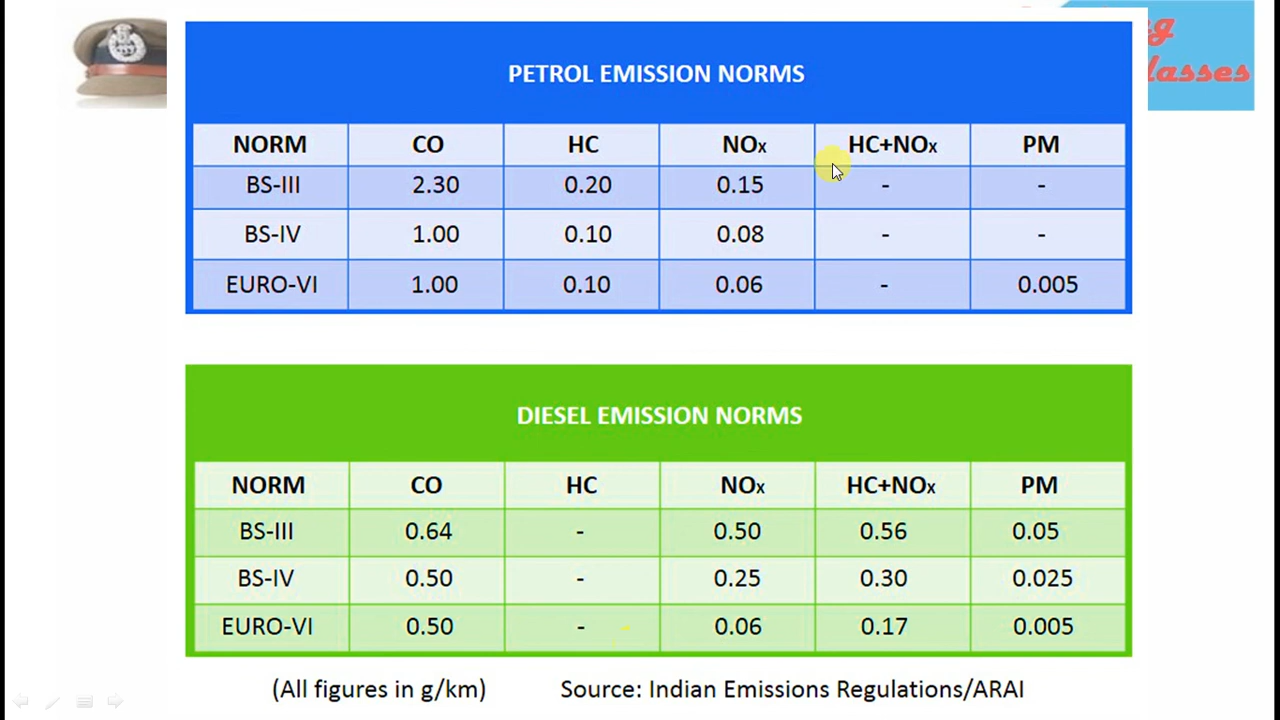 g
lasses
PETROL EMISSION NORMS
NORM CO HC NOx HC+NOx PM
BS-III 2.30 0.20 0.15 - -
BS-IV 1.00 0.10 0.08 - -
EURO-VI 1.00 0.10 0.06 - 0.005
DIESEL EMISSION NORMS
NORM CO HC NOx HC+NOx PM
BS-III 0.64 - 0.50 0.56 0.05
BS-IV 0.50 - 0.25 0.30 0.025
EURO-VI 0.50 - 0.06 0.17 0.005
(All figures in g/km) Source: Indian Emissions Regulations/ARAI